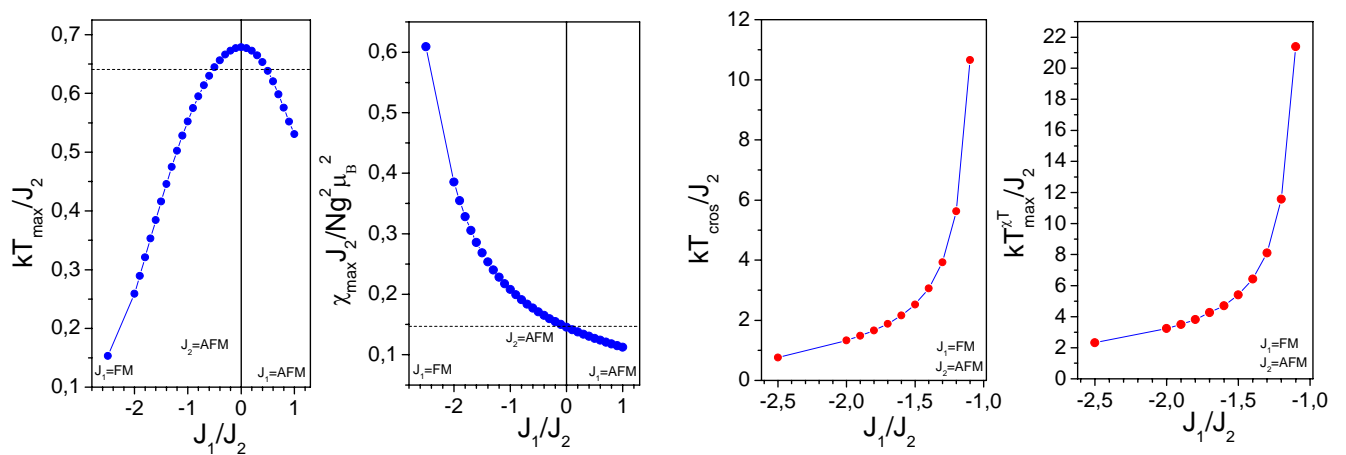 kT_max/J_2
0,7
0,6
0,5
0,4
0,3
0,2
0,1
-2
-1
0
1
J_1/J_2
J_2=AFM
J_1=FM
J_1=AFM
χ_max J_2/Ng^2μ_B^2
0,6
0,5
0,4
0,3
0,2
0,1
-2
-1
0
1
J_1/J_2
J_2=AFM
J_1=FM
J_1=AFM
kT_cros/J_2
12
10
8
6
4
2
0
-2,5
-2,0
-1,5
-1,0
J_1/J_2
J_1=FM
J_2=AFM
kT^χT_max/J_2
22
20
18
16
14
12
10
8
6
4
2
0
-2,5
-2,0
-1,5
-1,0
J_1/J_2
J_1=FM
J_2=AFM